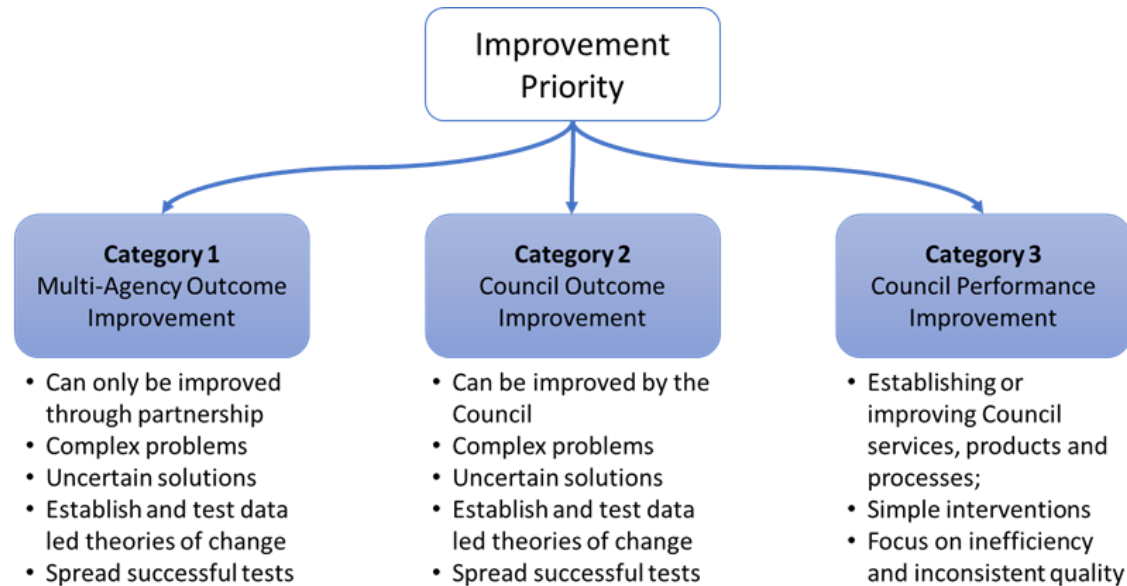 Improvement
Priority
Category 1
Multi-Agency Outcome
Improvement
• Can only be improved
through partnership
• Complex problems
• Uncertain solutions
• Establish and test data
led theories of change
• Spread successful tests
Category 2
Council Outcome
Improvement
• Can be improved by the
Council
• Complex problems
• Uncertain solutions
• Establish and test data
led theories of change
• Spread successful tests
Category 3
Council Performance
Improvement
• Establishing or
improving Council
services, products and
processes;
• Simple interventions
• Focus on inefficiency
and inconsistent quality